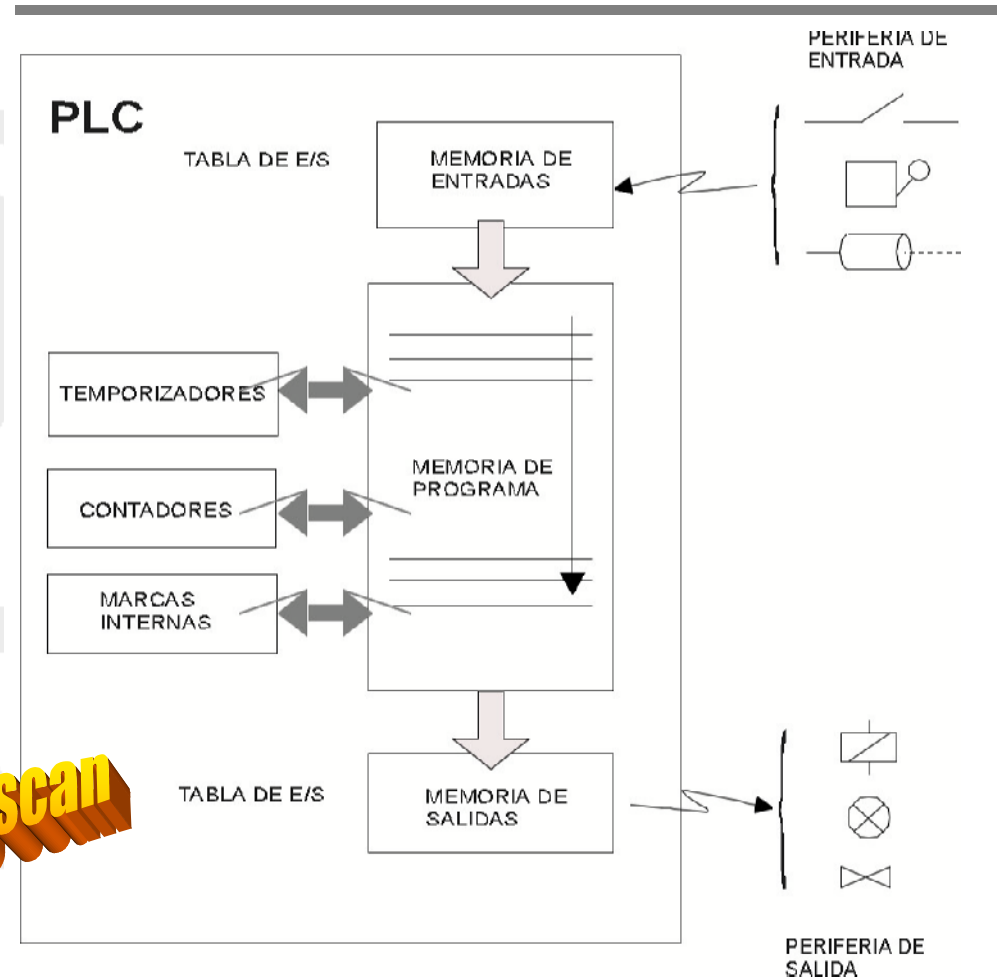 PERIFERIA DE
ENTRADA
PLC
TABLA DE E/S
MEMORIA DE
ENTRADAS
TEMPORIZADORES
MEMORIA DE
PROGRAMA
CONTADORES
MARCAS
INTERNAS
scan
TABLA DE E/S
MEMORIA DE
SALIDAS
PERIFERIA DE
SALIDA